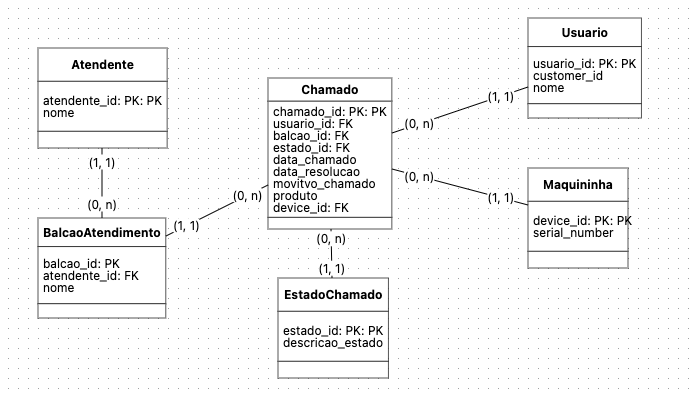 Atendente
atendente_id: PK: PK
nome
(1, 1)
(0, n)
BalcaoAtendimento
balcao_id: PK
atendente_id: FK
nome
(1, 1)
(0, n)
Chamado
chamado_id: PK: PK
usuario_id: FK
balcao_id: FK
estado_id: FK
data_chamado
data_resolucao
movitvo_chamado
produto
device_id: FK
(0, n)
(1, 1)
EstadoChamado
estado_id: PK: PK
descricao_estado
(0, n)
(1, 1)
Usuario
usuario_id: PK: PK
customer_id
nome
(0, n)
(1, 1)
Maquininha
device_id: PK: PK
serial_number